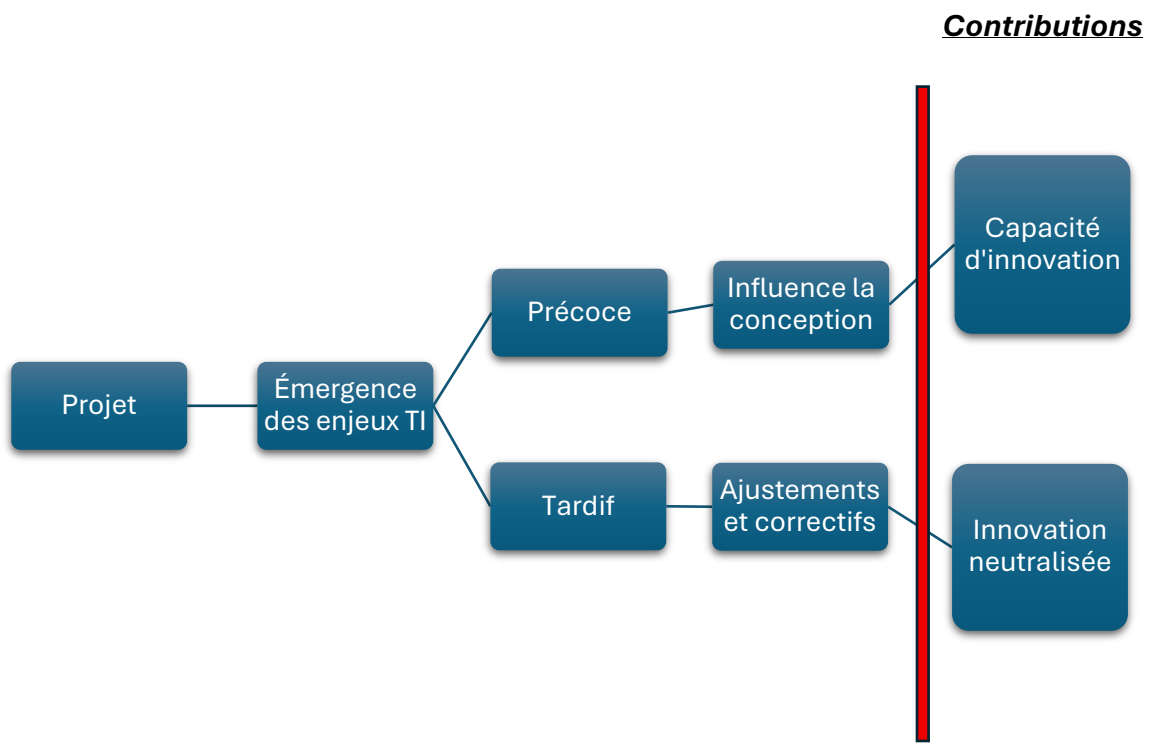 Contributions
Projet
Émergence
des enjeux TI
Précoce
Influence la
conception
Capacité
d'innovation
Tardif
Ajustements
et correctifs
Innovation
neutralisée